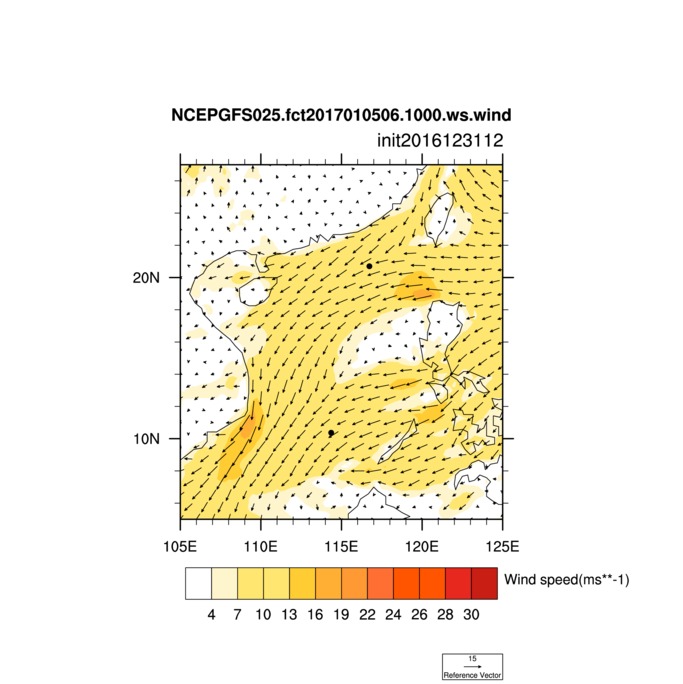 NCEPGFS025.fct2017010506.1000.ws.wind
init2016123112
20N
10N
105E 110E 115E 120E 125E
Wind speed(ms**-1)
4 7 10 13 16 19 22 24 26 28 30
15
Reference Vector